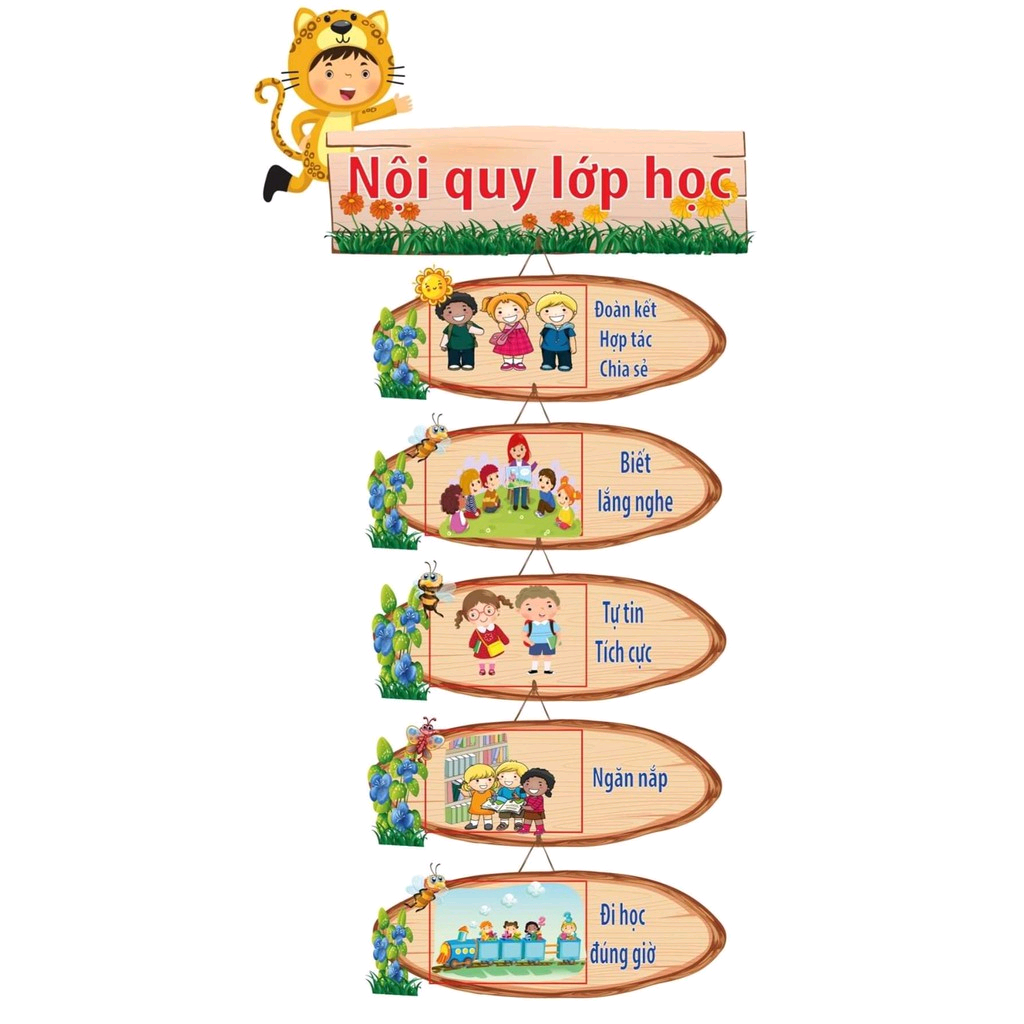 Nội quy lớp học
Đoàn kết
Hợp tác
Chia sẻ
Biết
lắng nghe
Tự tin
Tích cực
Ngăn nắp
Đi học
đúng giờ